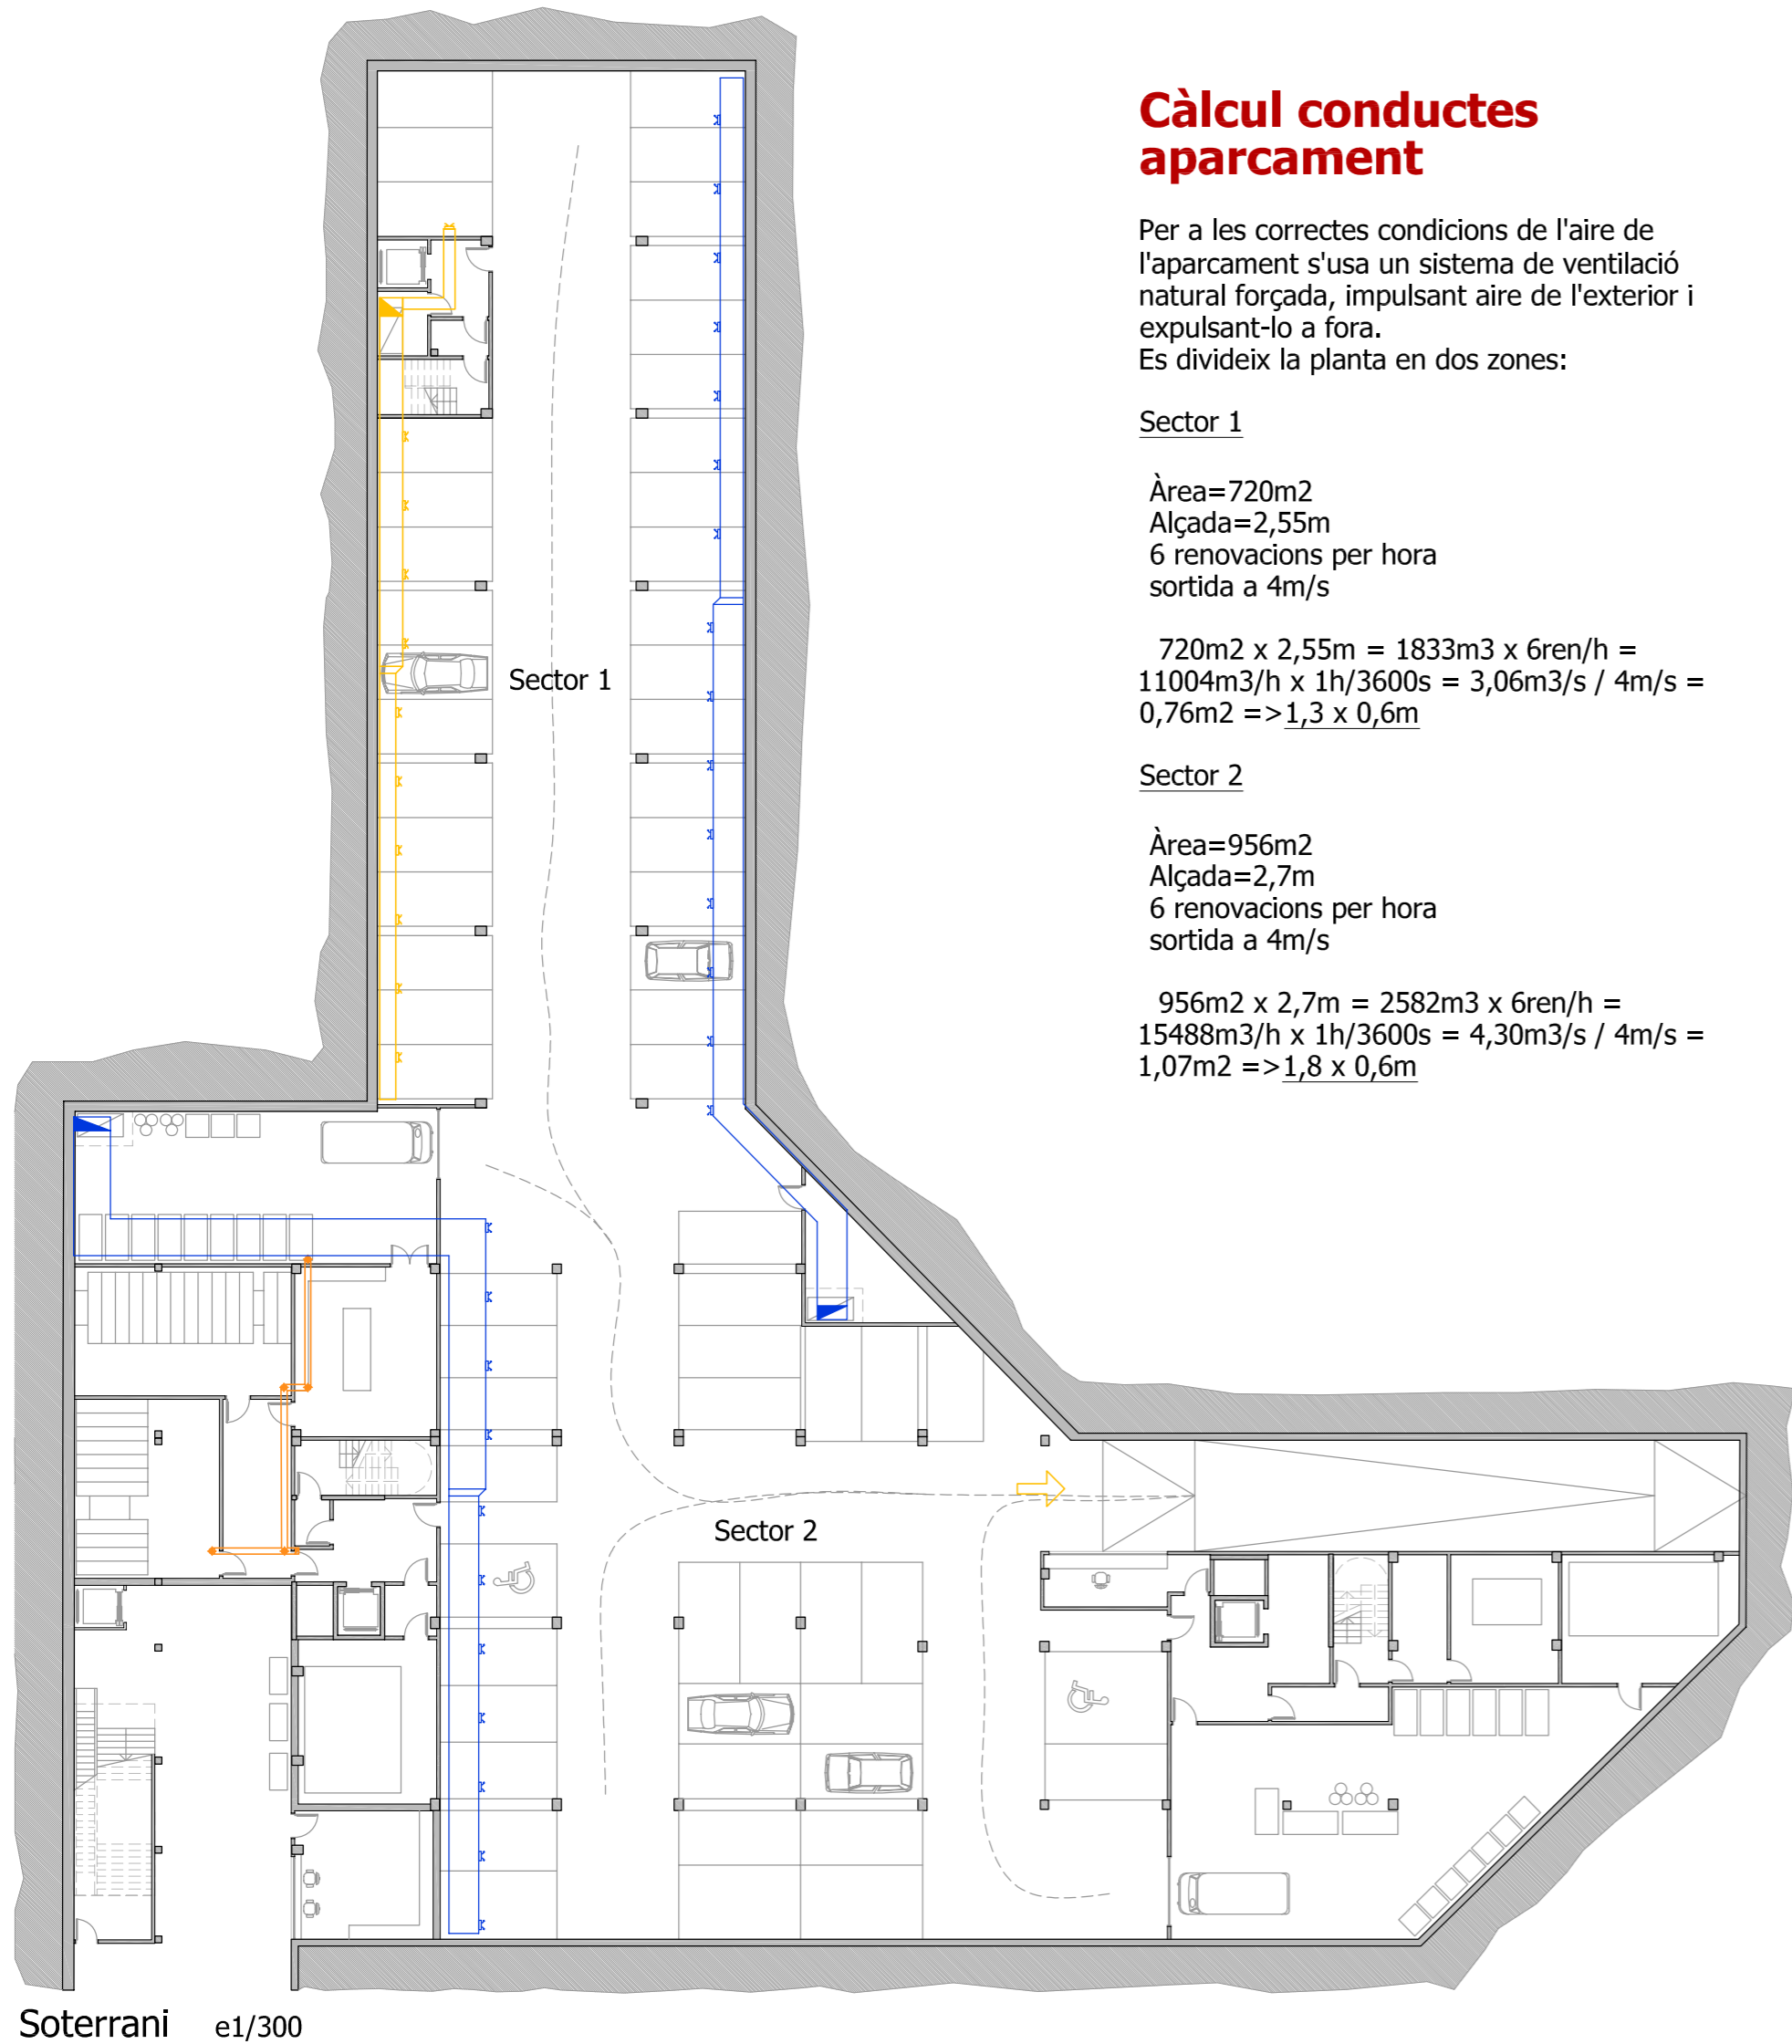 Càlcul conductes
aparcament
Per a les correctes condicions de l'aire de
l'aparcament s'usa un sistema de ventilació
natural forçada, impulsant aire de l'exterior i
expulsant-lo a fora.
Es divideix la planta en dos zones:
Sector 1
Àrea=720m2
Alçada=2,55m
6 renovacions per hora
sortida a 4m/s
720m2 x 2,55m = 1833m3 x 6ren/h =
11004m3/h x 1h/3600s = 3,06m3/s / 4m/s =
0,76m2 =>1,3 x 0,6m
Sector 2
Àrea=956m2
Alçada=2,7m
6 renovacions per hora
sortida a 4m/s
956m2 x 2,7m = 2582m3 x 6ren/h =
15488m3/h x 1h/3600s = 4,30m3/s / 4m/s =
1,07m2 =>1,8 x 0,6m
Sector 1
Sector 2
Soterrani e1/300